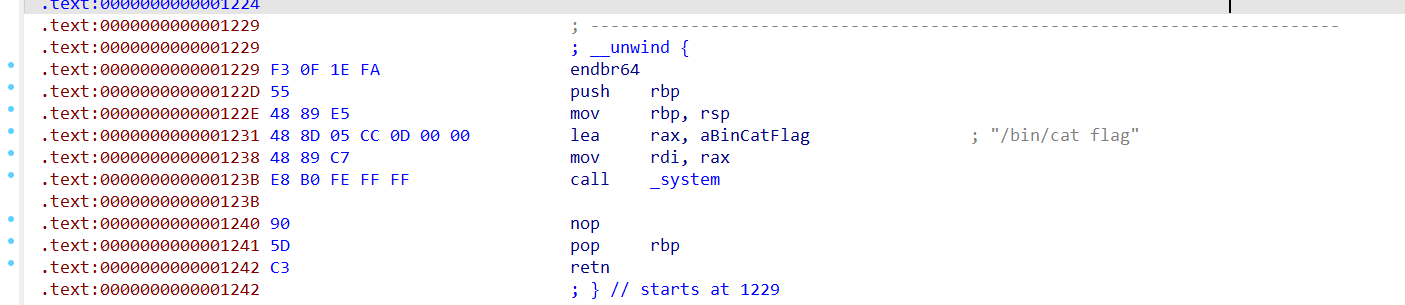 .text:0000000000001224
.text:0000000000001229 ; ---------------------------------------------------------------------------
.text:0000000000001229 ; __unwind {
.text:0000000000001229 F3 0F 1E FA endbr64
.text:000000000000122D 55 push rbp
.text:000000000000122E 48 89 E5 mov rbp, rsp
.text:0000000000001231 48 8D 05 CC 0D 00 00 lea rax, aBinCatFlag ; "/bin/cat flag"
.text:0000000000001238 48 89 C7 mov rdi, rax
.text:000000000000123B E8 B0 FE FF FF call _system
.text:000000000000123B
.text:0000000000001240 90 nop
.text:0000000000001241 5D pop rbp
.text:0000000000001242 C3 retn
.text:0000000000001242 ; } // starts at 1229